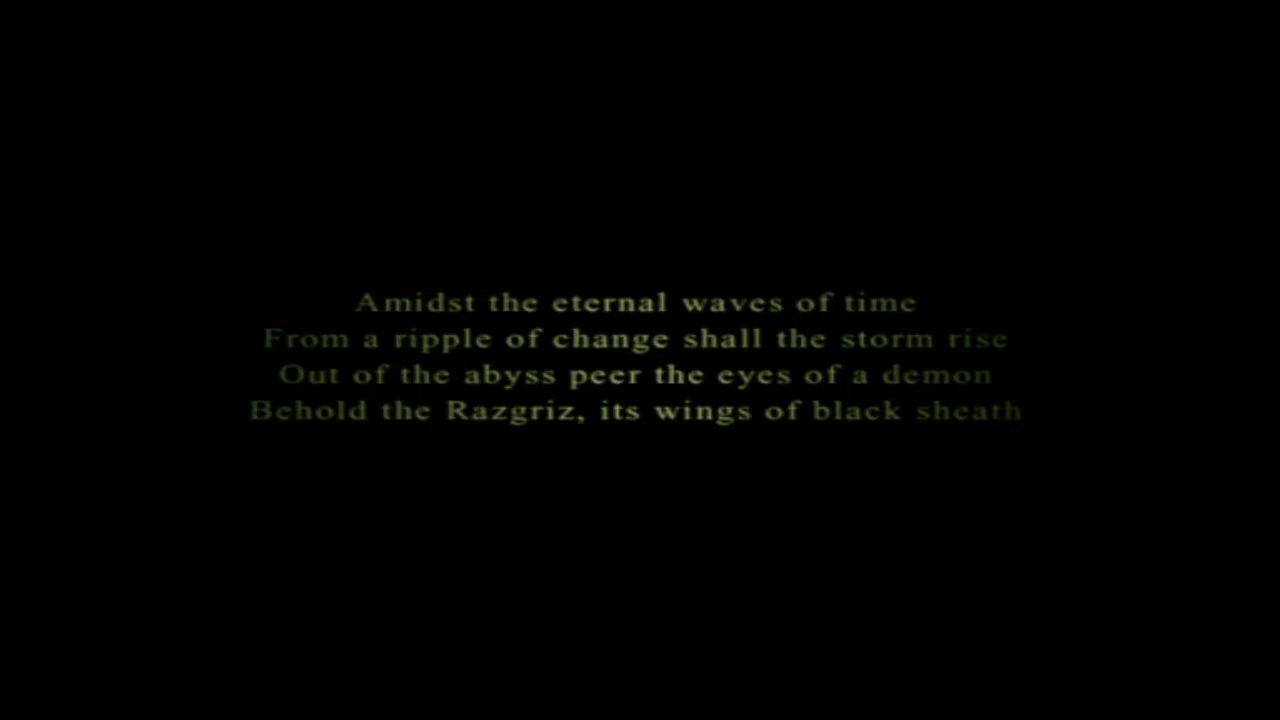 Amidst the eternal waves of time
From a ripple of change shall the storm rise
Out of the abyss peer the eyes of a demon
Behold the Razgriz, its wings of black sheath